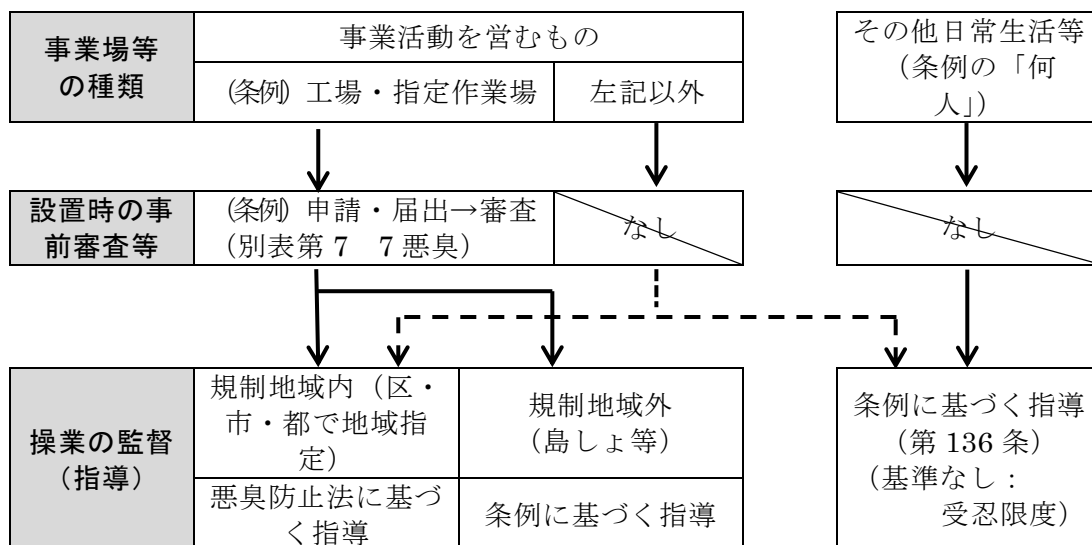 事業場等
の種類
事業活動を営むもの
(条例) 工場・指定作業場
左記以外
その他日常生活等
（条例の「何
人」）
設置時の事
前審査等
(条例) 申請・届出→審査
（別表第 7　7 悪臭）
なし
なし
操業の監督
（指導）
規制地域内（区・
市・都で地域指
定）
悪臭防止法に基づ
く指導
規制地域外
（島しょ等）
条例に基づく指導
条例に基づく指導
（第 136 条）
（基準なし：
受忍限度）